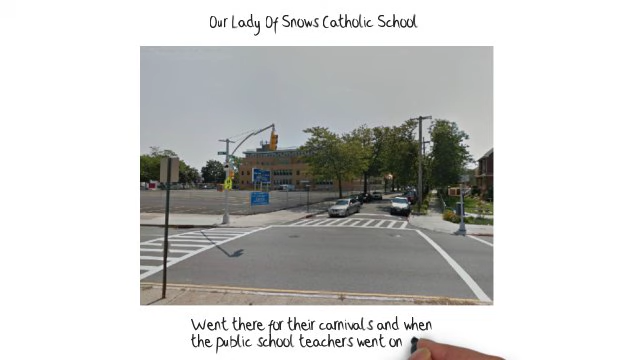 Our Lady Of Snows Catholic School
Went there for their carnivals and when
the public school teachers went on